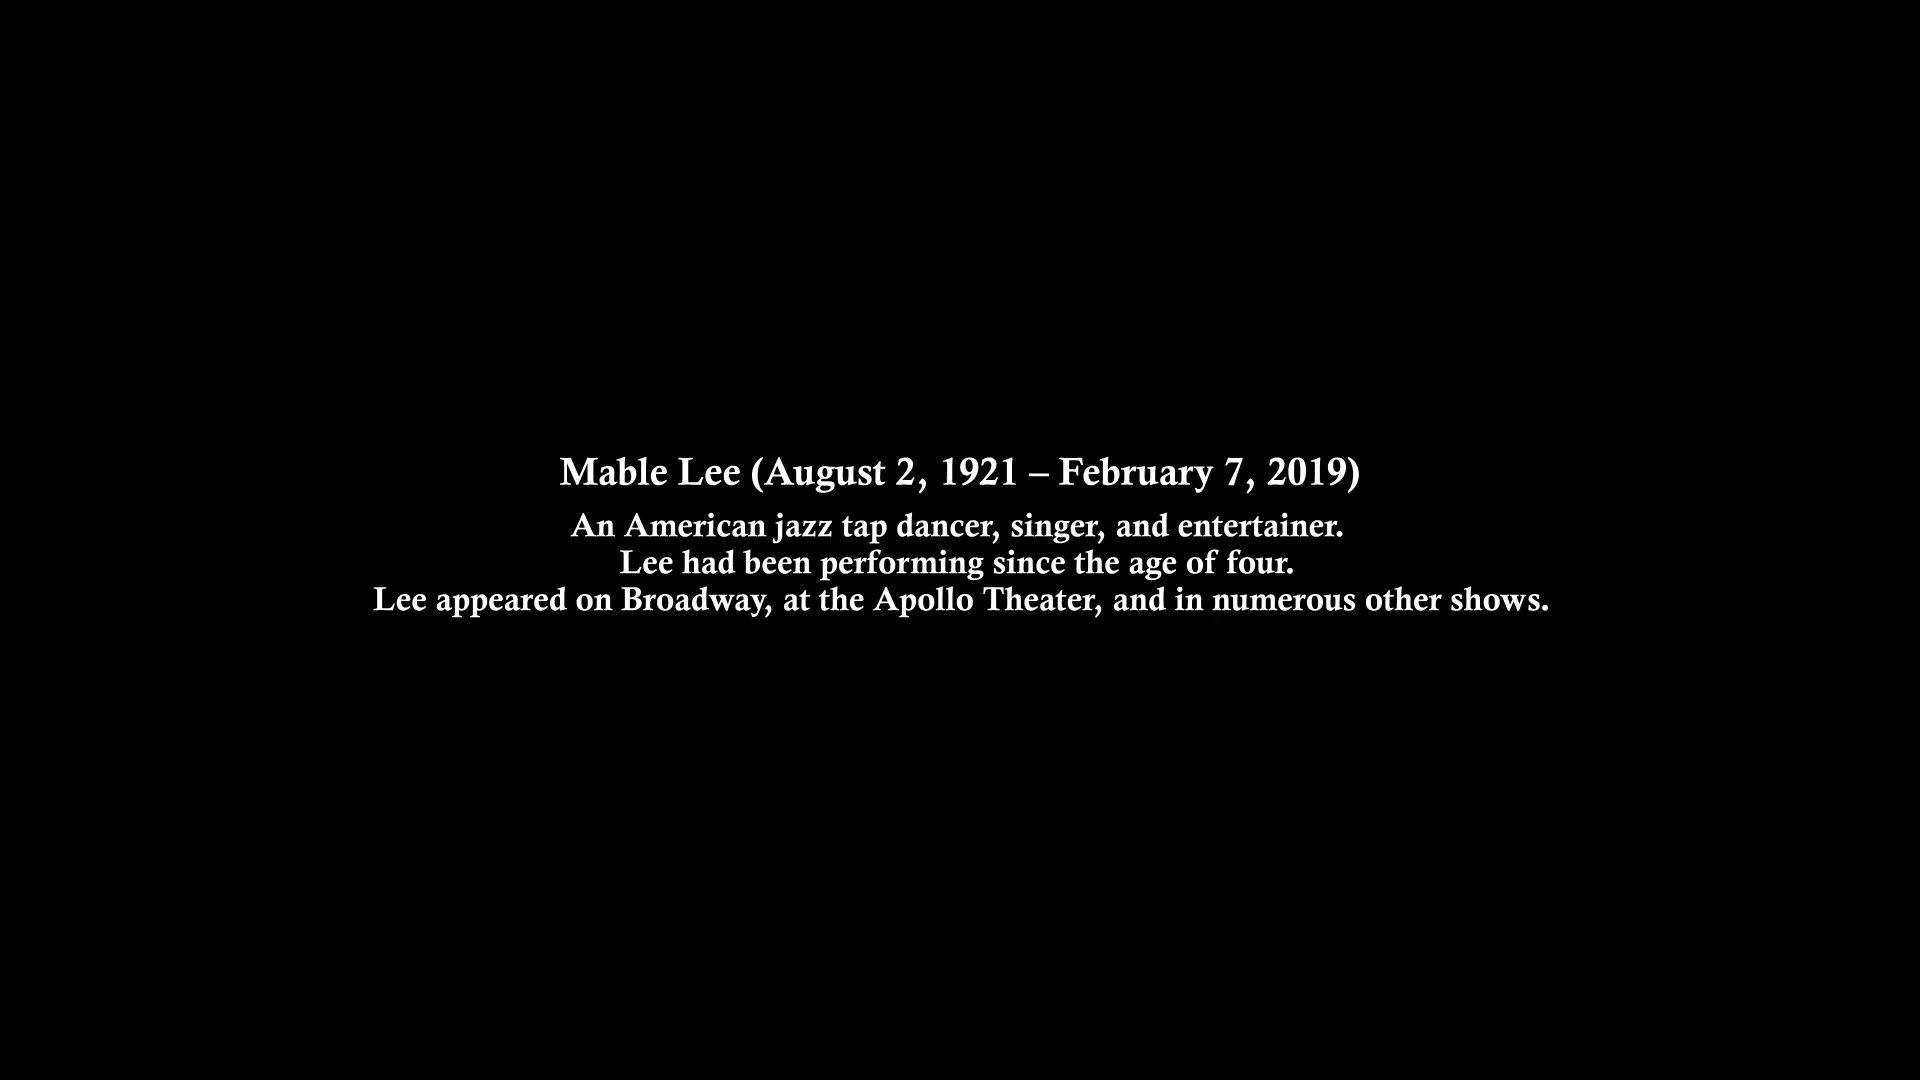 Mable Lee (August 2, 1921 – February 7, 2019)
An American jazz tap dancer, singer, and entertainer.
Lee had been performing since the age of four.
Lee appeared on Broadway, at the Apollo Theater, and in numerous other shows.